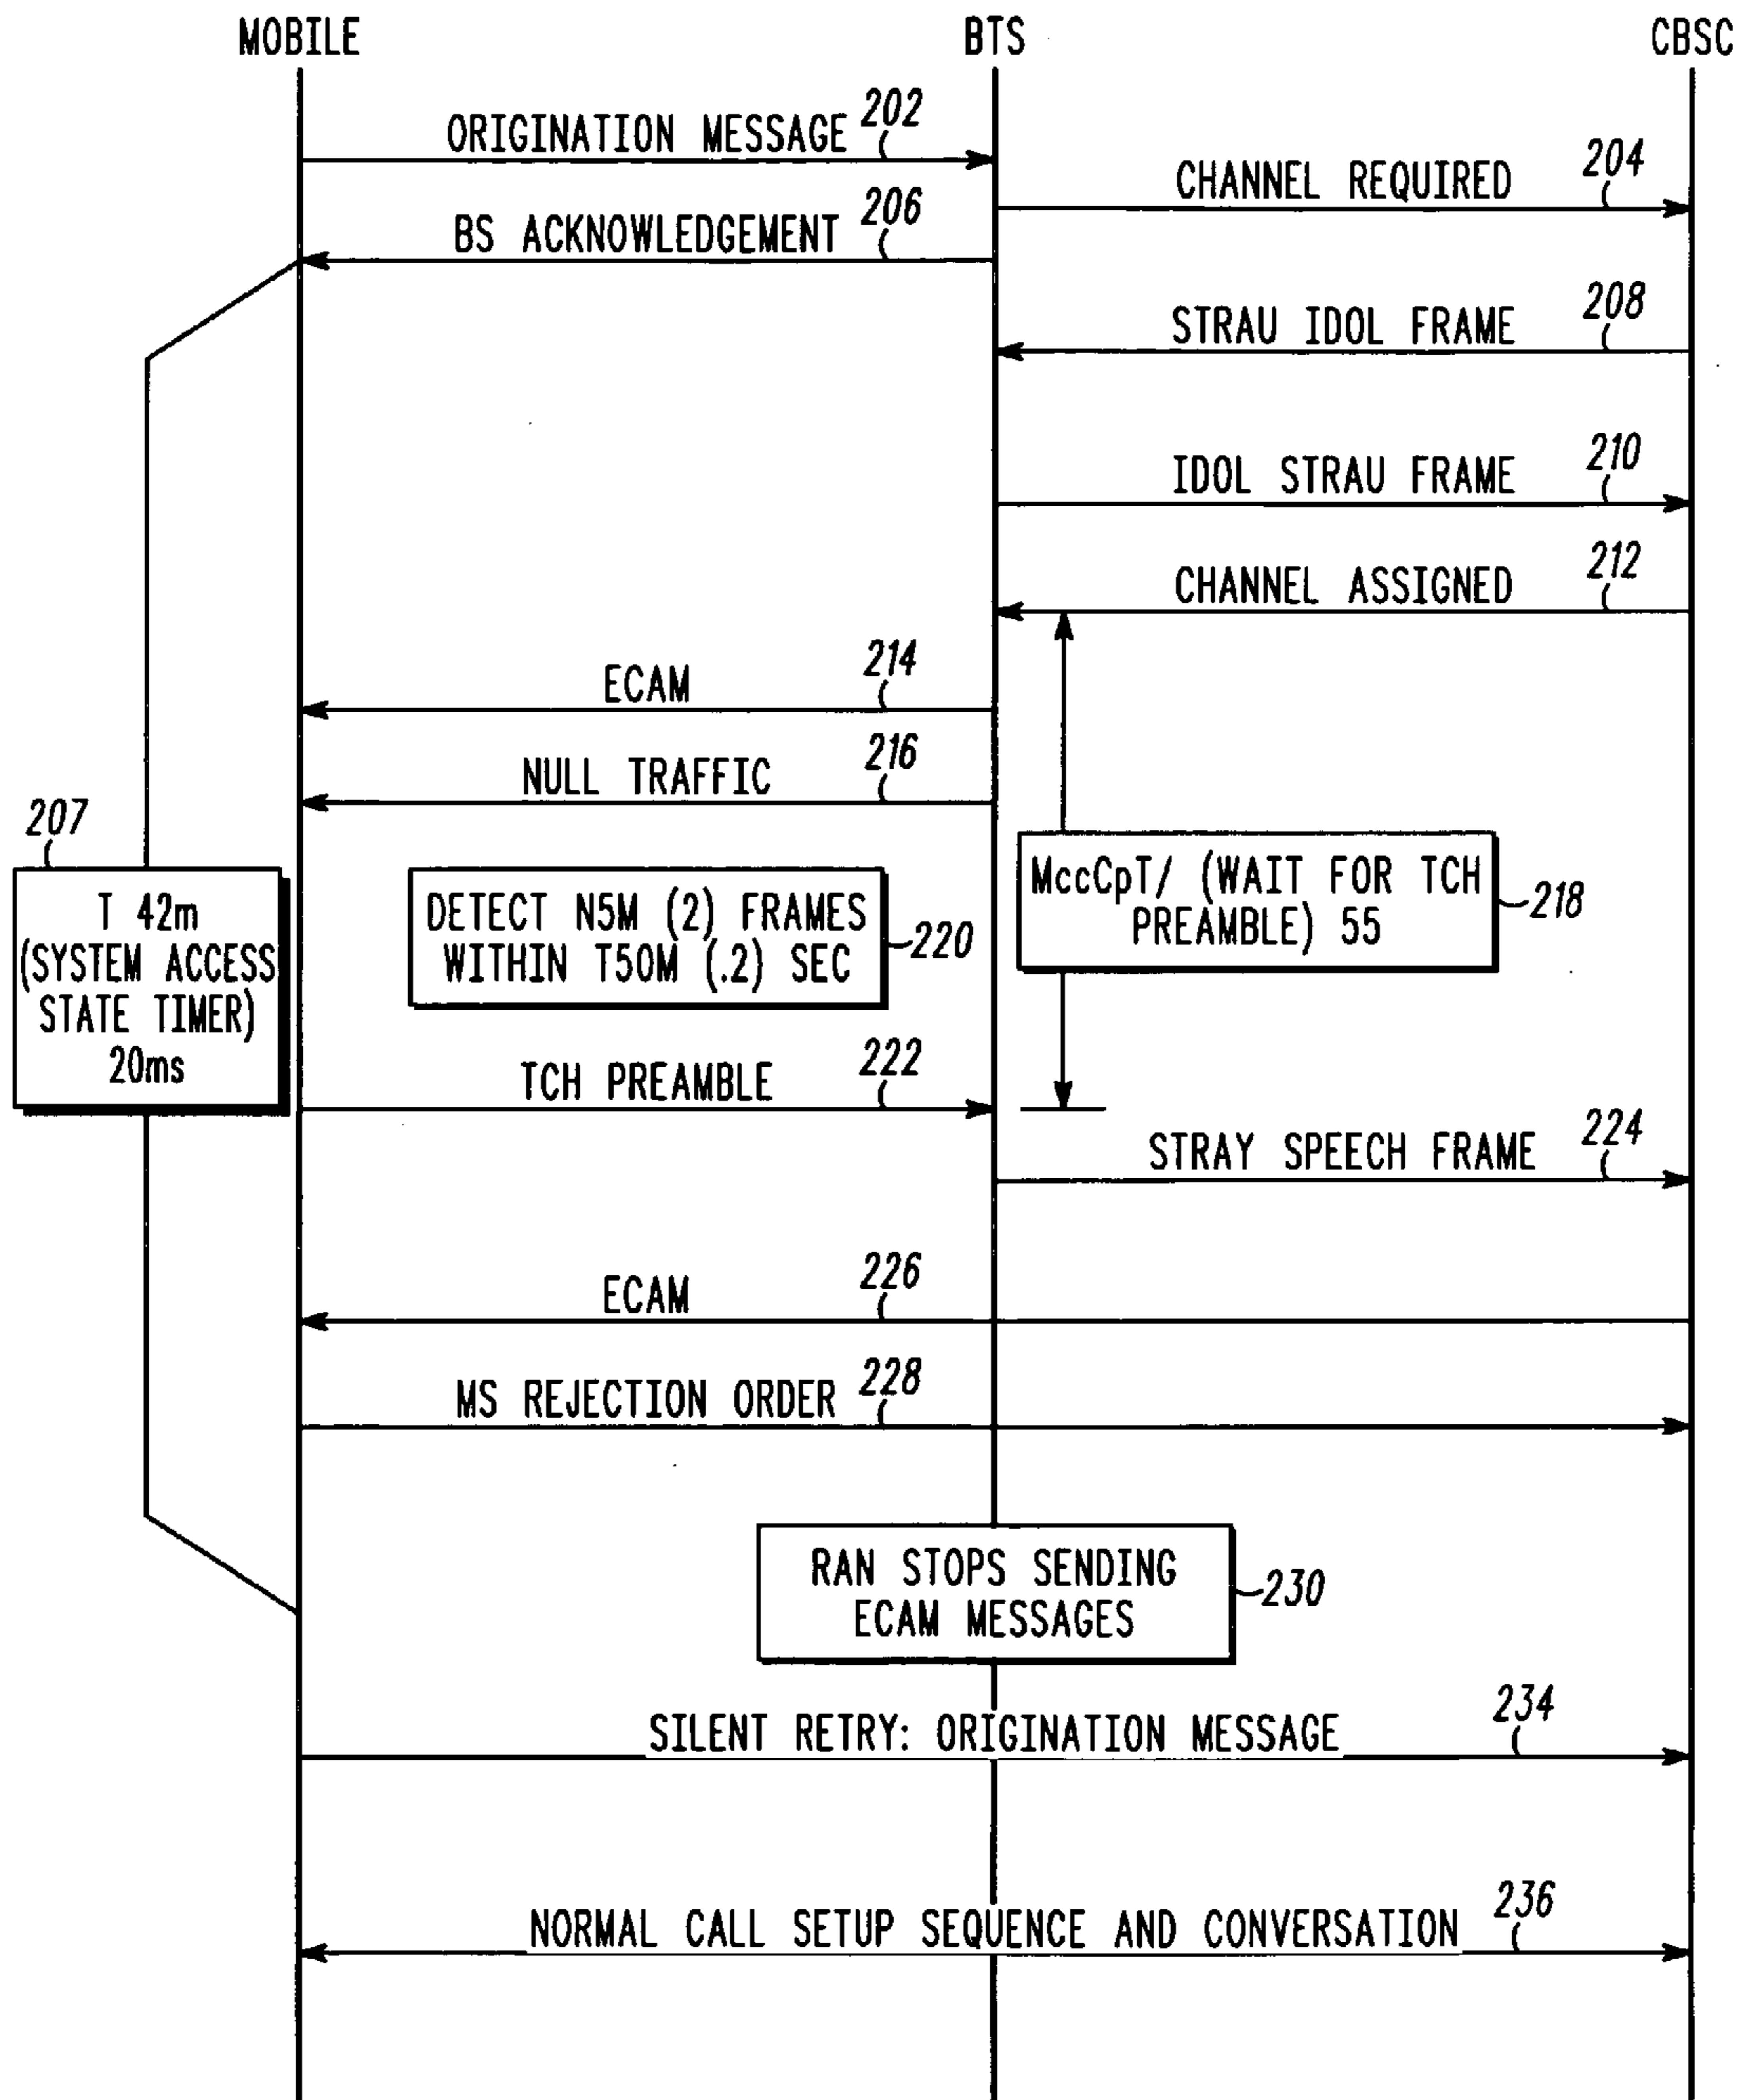 MOBILE
BTS
CBSC
ORIGINATION MESSAGE 202
CHANNEL REQUIRED 204
BS ACKNOWLEDGEMENT 206
STRAU IDOL FRAME 208
IDOL STRAU FRAME 210
CHANNEL ASSIGNED 212
ECAM 214
NULL TRAFFIC 216
207
T 42m
(SYSTEM ACCESS
STATE TIMER)
20ms
DETECT N5M (2) FRAMES
WITHIN T50M (.2) SEC
220
MccCpT/ (WAIT FOR TCH
PREAMBLE) 55
218
TCH PREAMBLE 222
STRAY SPEECH FRAME 224
ECAM 226
MS REJECTION ORDER 228
RAN STOPS SENDING
ECAM MESSAGES
230
SILENT RETRY: ORIGINATION MESSAGE 234
NORMAL CALL SETUP SEQUENCE AND CONVERSATION 236